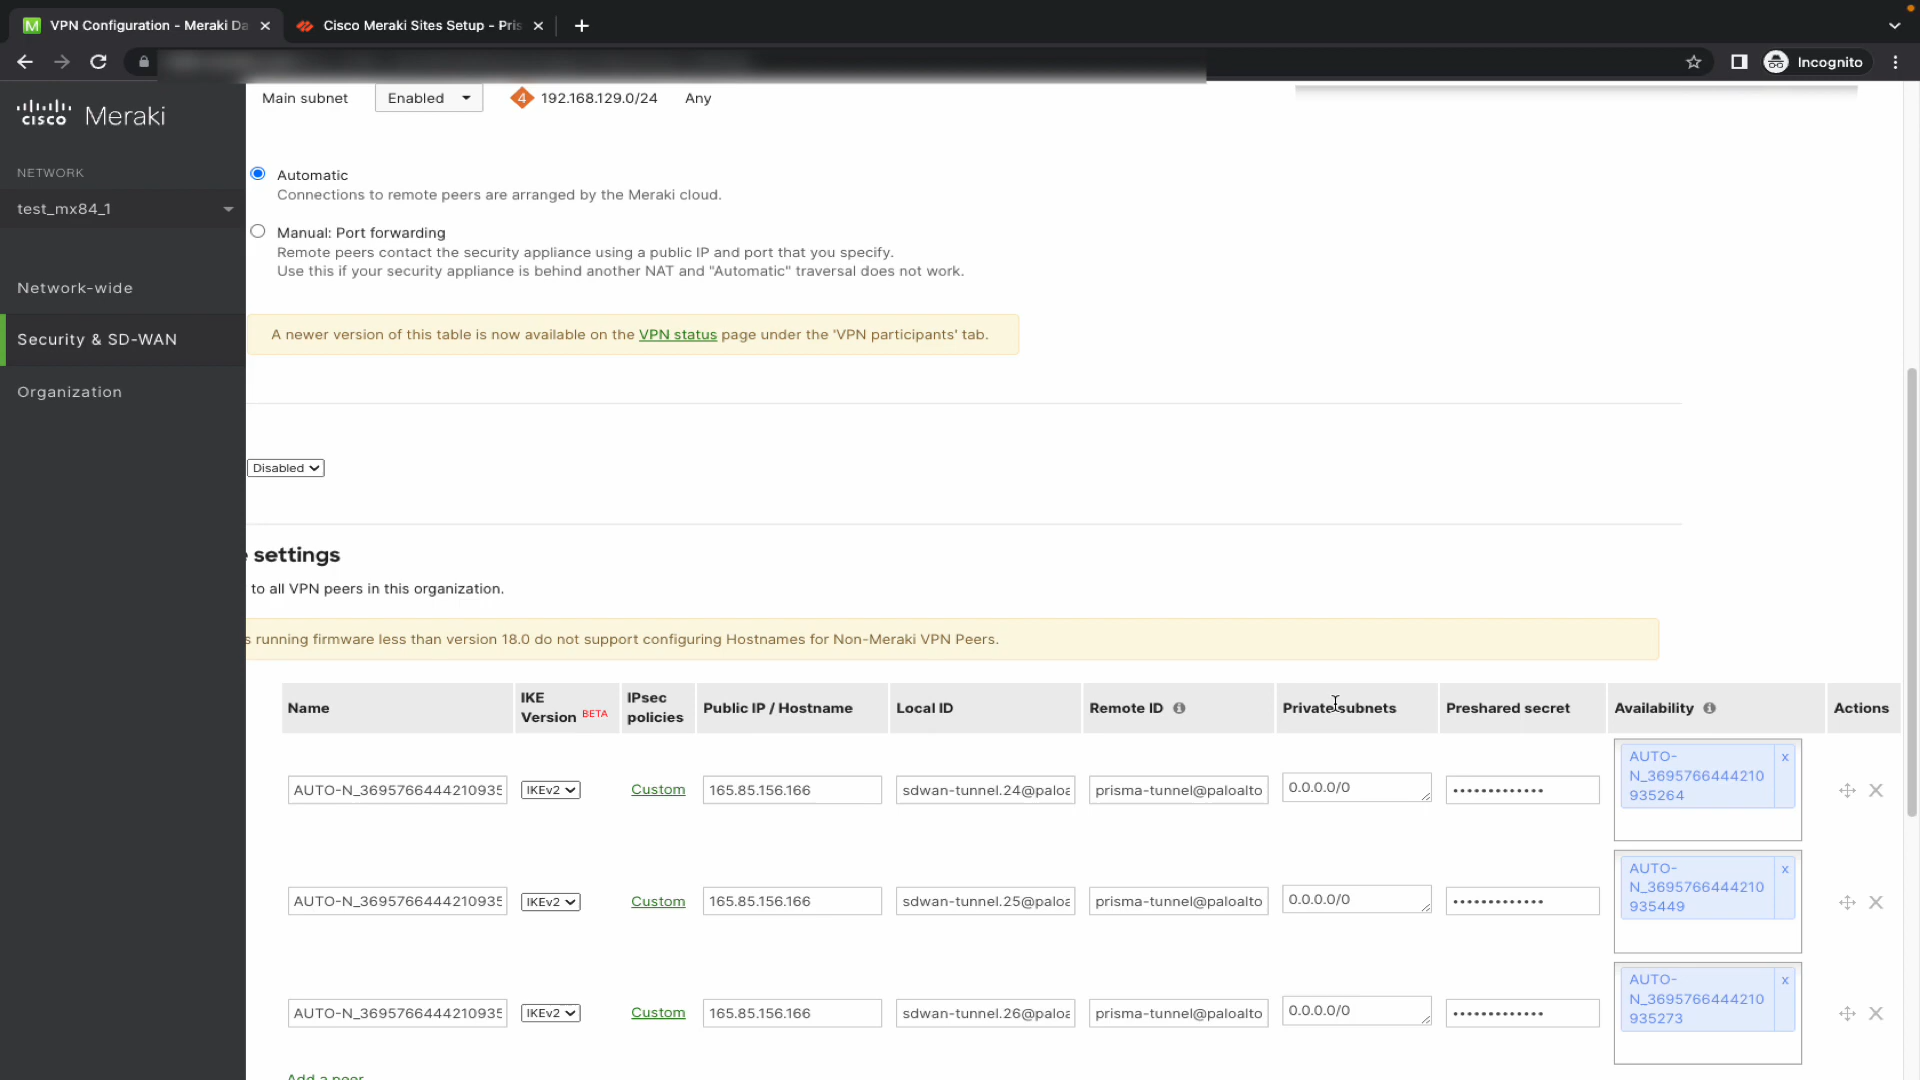 VPN Configuration - Meraki Da
Cisco Meraki Sites Setup - Pris
Incognito
cisco Meraki
NETWORK
test_mx84_1
Network-wide
Security & SD-WAN
Organization
Main subnet Enabled 4 192.168.129.0/24 Any
Automatic
Connections to remote peers are arranged by the Meraki cloud.
Manual: Port forwarding
Remote peers contact the security appliance using a public IP and port that you specify.
Use this if your security appliance is behind another NAT and "Automatic" traversal does not work.
A newer version of this table is now available on the VPN status page under the 'VPN participants' tab.
Disabled
settings
to all VPN peers in this organization.
s running firmware less than version 18.0 do not support configuring Hostnames for Non-Meraki VPN Peers.
Name IKE Version BETA IPsec policies Public IP / Hostname Local ID Remote ID Private subnets Preshared secret Availability Actions
AUTO-N_3695766444210935 IKEv2 Custom 165.85.156.166 sdwan-tunnel.24@paloa prisma-tunnel@paloalto 0.0.0.0/0 •••••••••••••
AUTO-
N_3695766444210
935264
x
AUTO-N_3695766444210935 IKEv2 Custom 165.85.156.166 sdwan-tunnel.25@paloa prisma-tunnel@paloalto 0.0.0.0/0 •••••••••••••
AUTO-
N_3695766444210
935449
x
AUTO-N_3695766444210935 IKEv2 Custom 165.85.156.166 sdwan-tunnel.26@paloa prisma-tunnel@paloalto 0.0.0.0/0 •••••••••••••
AUTO-
N_3695766444210
935273
x
Add a peer